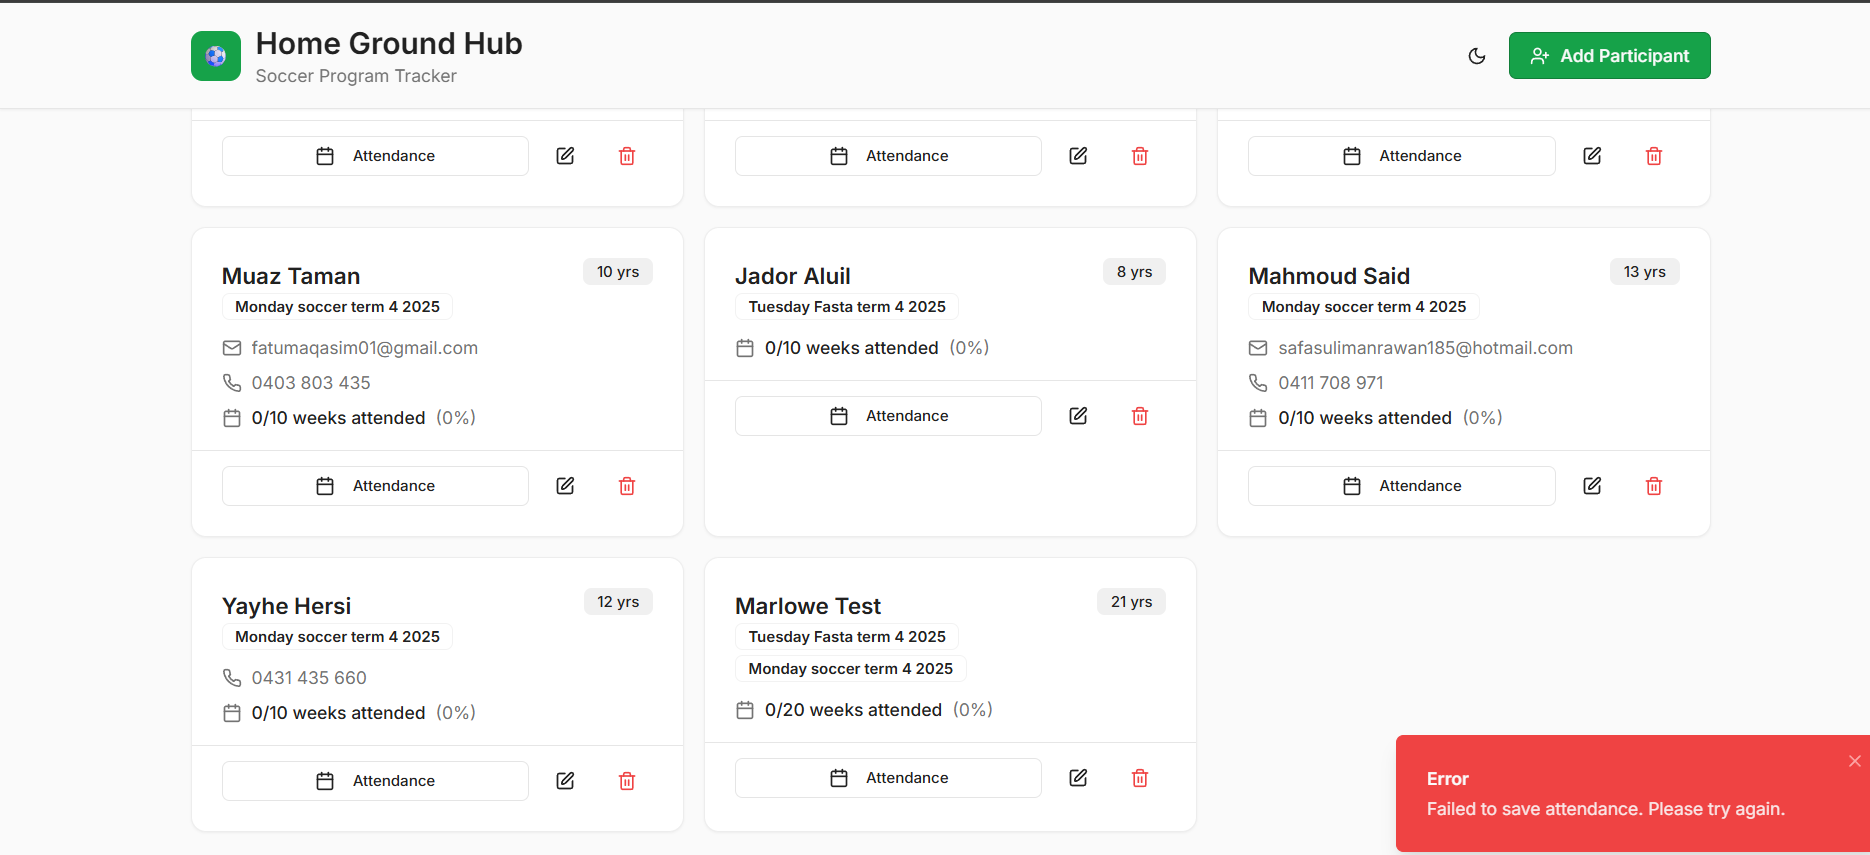 Home Ground Hub
Soccer Program Tracker
Add Participant
Attendance
Attendance
Attendance
Muaz Taman
10 yrs
Monday soccer term 4 2025
fatumaqasim01@gmail.com
0403 803 435
0/10 weeks attended (0%)
Attendance
Jador Aluil
8 yrs
Tuesday Fasta term 4 2025
0/10 weeks attended (0%)
Attendance
Mahmoud Said
13 yrs
Monday soccer term 4 2025
safasulimanrawan185@hotmail.com
0411 708 971
0/10 weeks attended (0%)
Attendance
Yayhe Hersi
12 yrs
Monday soccer term 4 2025
0431 435 660
0/10 weeks attended (0%)
Attendance
Marlowe Test
21 yrs
Tuesday Fasta term 4 2025
Monday soccer term 4 2025
0/20 weeks attended (0%)
Attendance
Error
Failed to save attendance. Please try again.